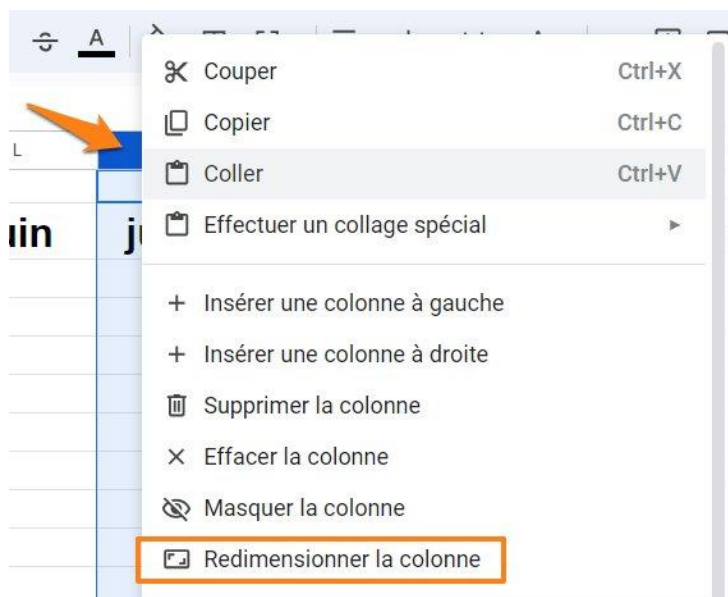 A
Couper Ctrl+X
Copier Ctrl+C
L
Coller Ctrl+V
uin ju
Effectuer un collage spécial
Insérer une colonne à gauche
Insérer une colonne à droite
Supprimer la colonne
Effacer la colonne
Masquer la colonne
Redimensionner la colonne